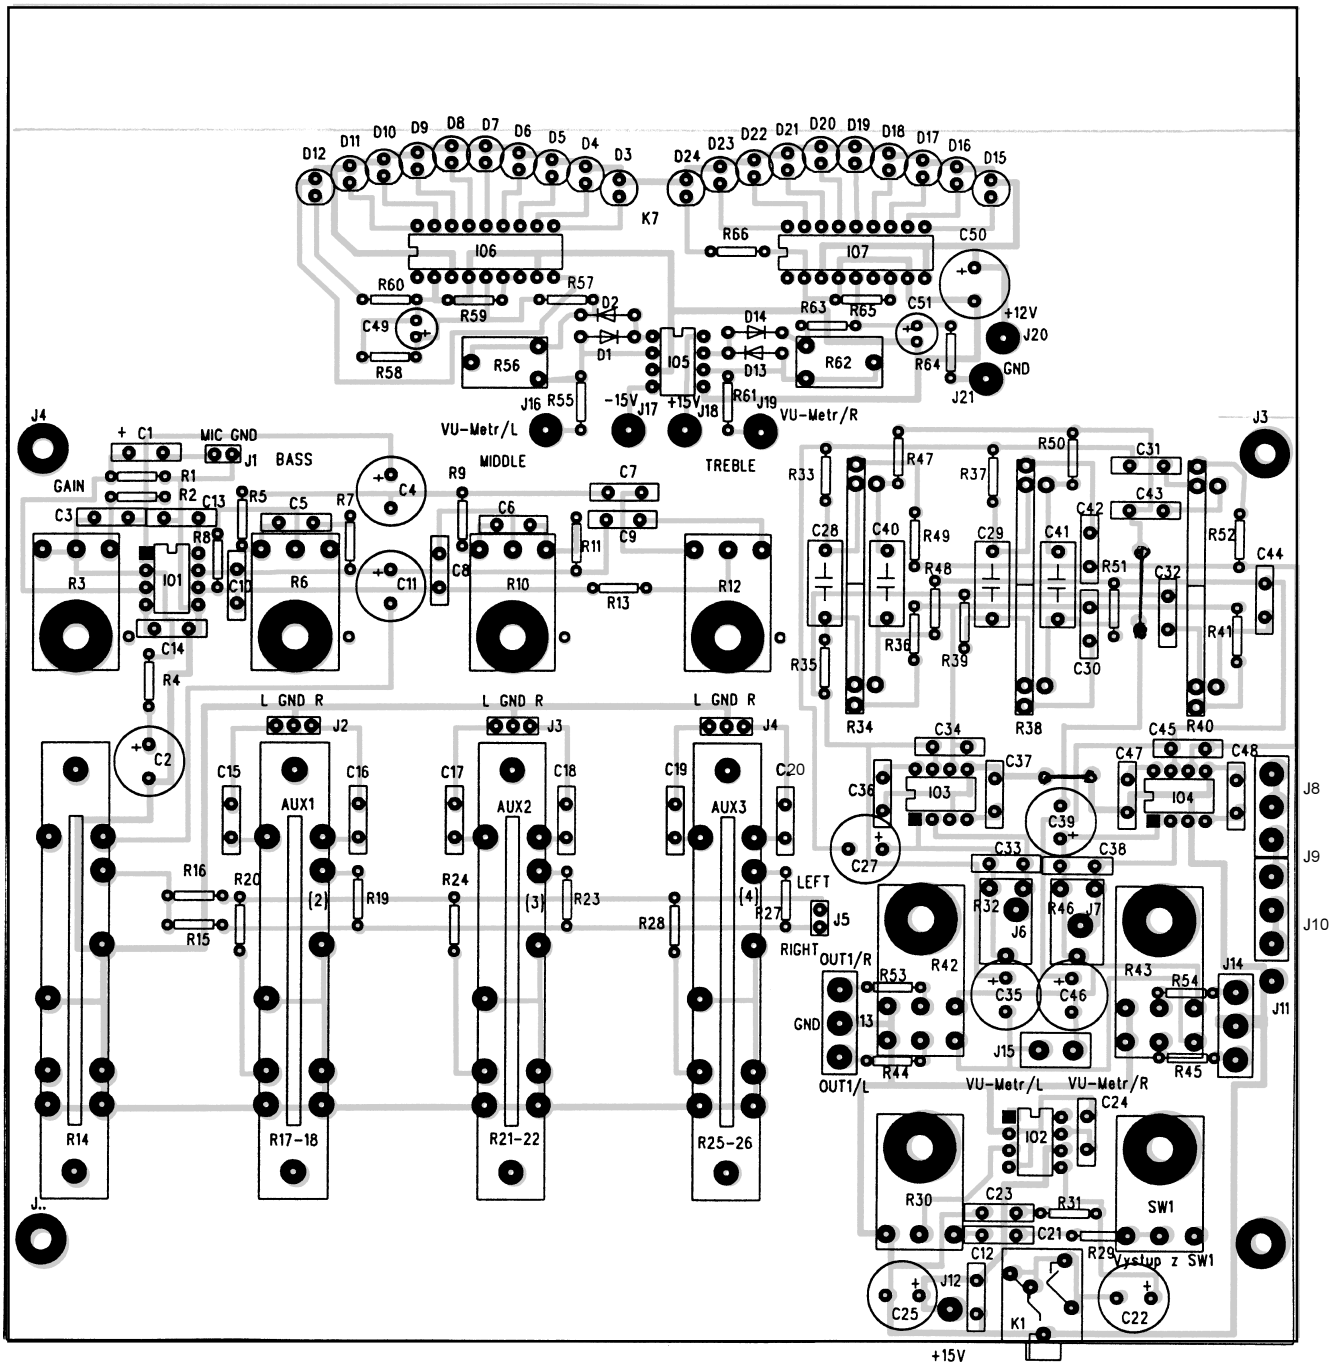 D12 D11 D10 D9 D8 D7 D6 D5 D4 D3
D24 D23 D22 D21 D20 D19 D18 D17 D16 D15
K7
IO6
R66
IO7
C50
R60
R59
R57
D2
C49
R58
R56
D1
IO5
D14
D13
R63
R65
C51
R62
R64
+12V
J20
GND
J21
J16
R55
-15V
J17
+15V
J18
R61
J19
VU-Metr/L
VU-Metr/R
J4
J3
+ C1
MIC GND
J1
BASS
MIDDLE
TREBLE
GAIN
R1
R2
C3
C13
R5
R7
C5
C4
R9
C6
C7
C9
R11
R8
R3
IO1
C10
R6
C11
C8
R10
R13
R12
C14
R4
C2
R33
R47
R37
R50
C31
C43
C28
C40
R49
C29
C41
C42
R52
C44
R48
R51
C32
R36
R39
C30
R41
R35
R34
R38
R40
L GND R
J2
L GND R
J3
L GND R
J4
C15
C16
C17
C18
C19
C20
AUX1
AUX2
AUX3
R16
R15
R20
{2}
R19
R24
{3}
R23
R28
{4}
R27
LEFT
J5
RIGHT
R14
R17-18
R21-22
R25-26
C34
C36
IO3
C37
C39
C27
C33
C38
C45
C47
IO4
C48
J8
J9
J10
J11
R32
J6
R46
J7
R42
R43
OUT1/R
GND
13
OUT1/L
R53
R44
C35
C46
J15
R54
R45
J14
VU-Metr/L
VU-Metr/R
IO2
C24
R30
C23
R31
C21
R29
C12
SW1
Vystup z SW1
C25
J12
K1
C22
+15V
J..